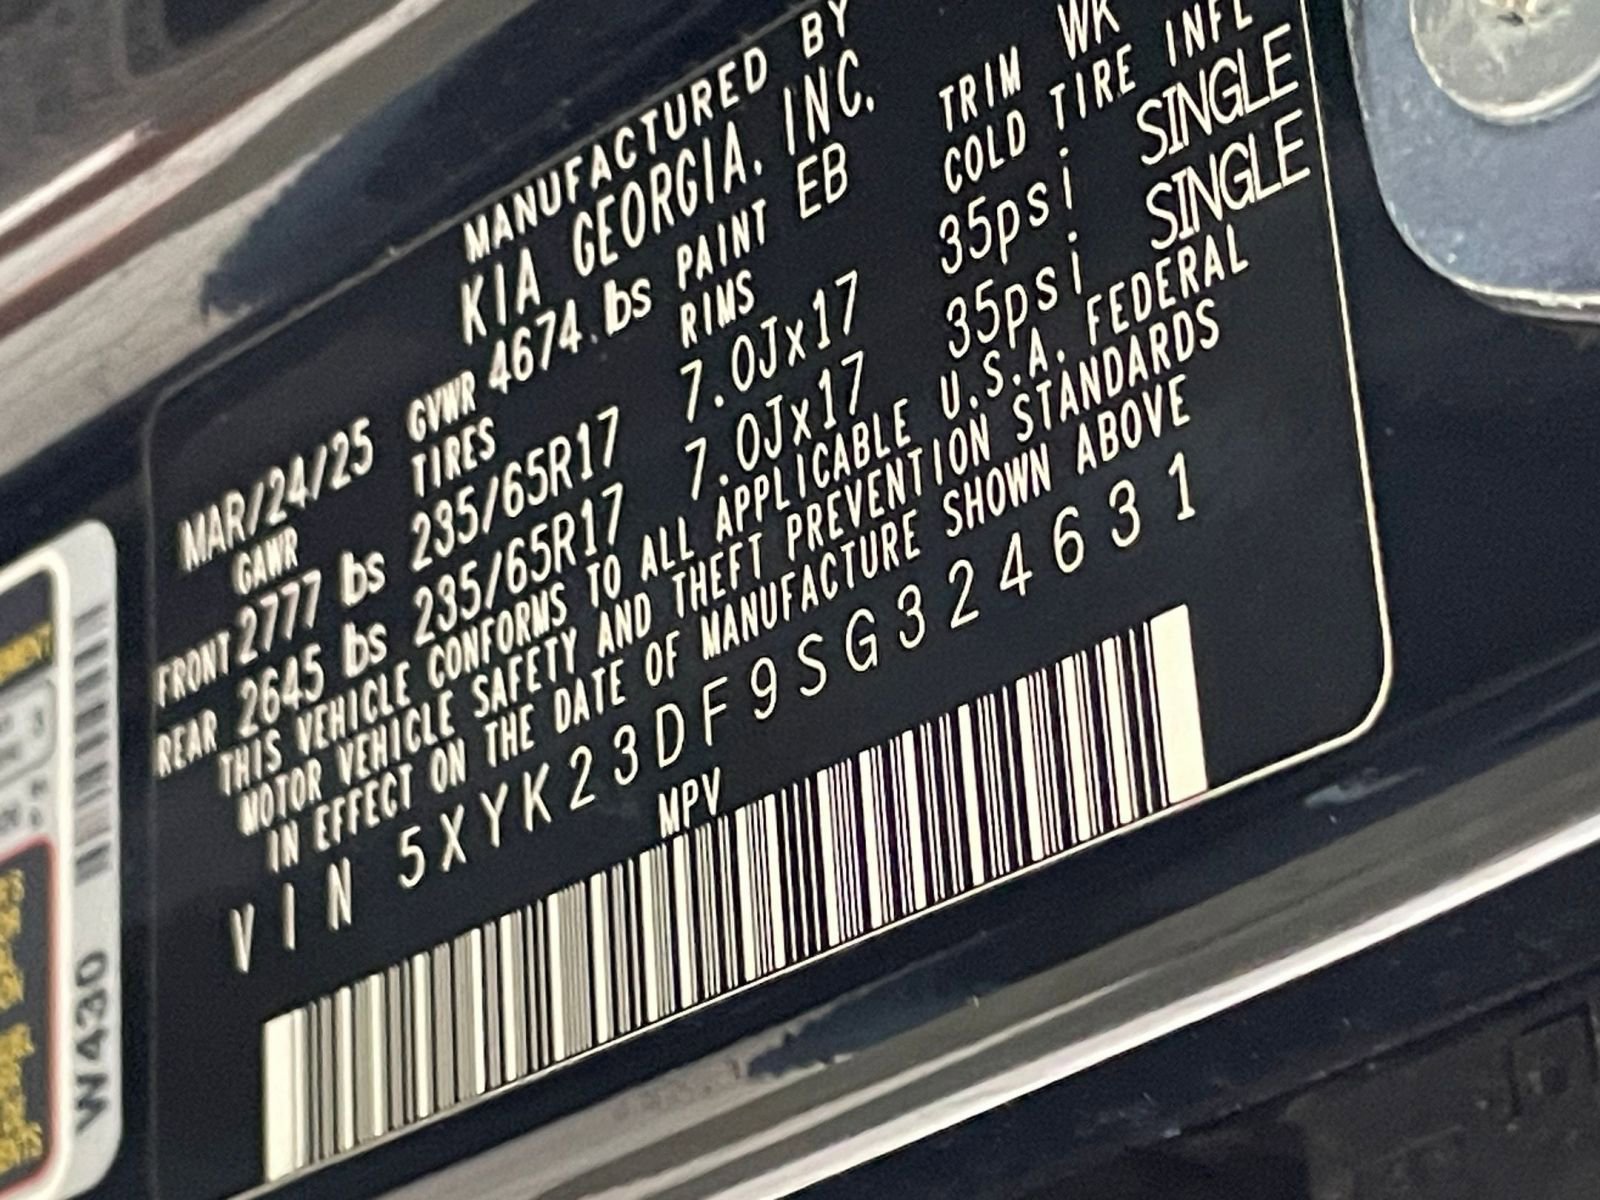 MANUFACTURED BY
KIA GEORGIA. INC.
MAR/24/25 GVWR 4674.lbs PAINT EB TRIM WK
GAWR TIRES RIMS COLD TIRE INFL
FRONT 2777 lbs 235/65R17 7.0Jx17 35psi SINGLE
REAR 2645 lbs 235/65R17 7.0Jx17 35psi SINGLE
THIS VEHICLE CONFORMS TO ALL APPLICABLE U.S.A. FEDERAL
MOTOR VEHICLE SAFETY AND THEFT PREVENTION STANDARDS
IN EFFECT ON THE DATE OF MANUFACTURE SHOWN ABOVE
VIN 5XYK23DF9SG324631
MPV
W430